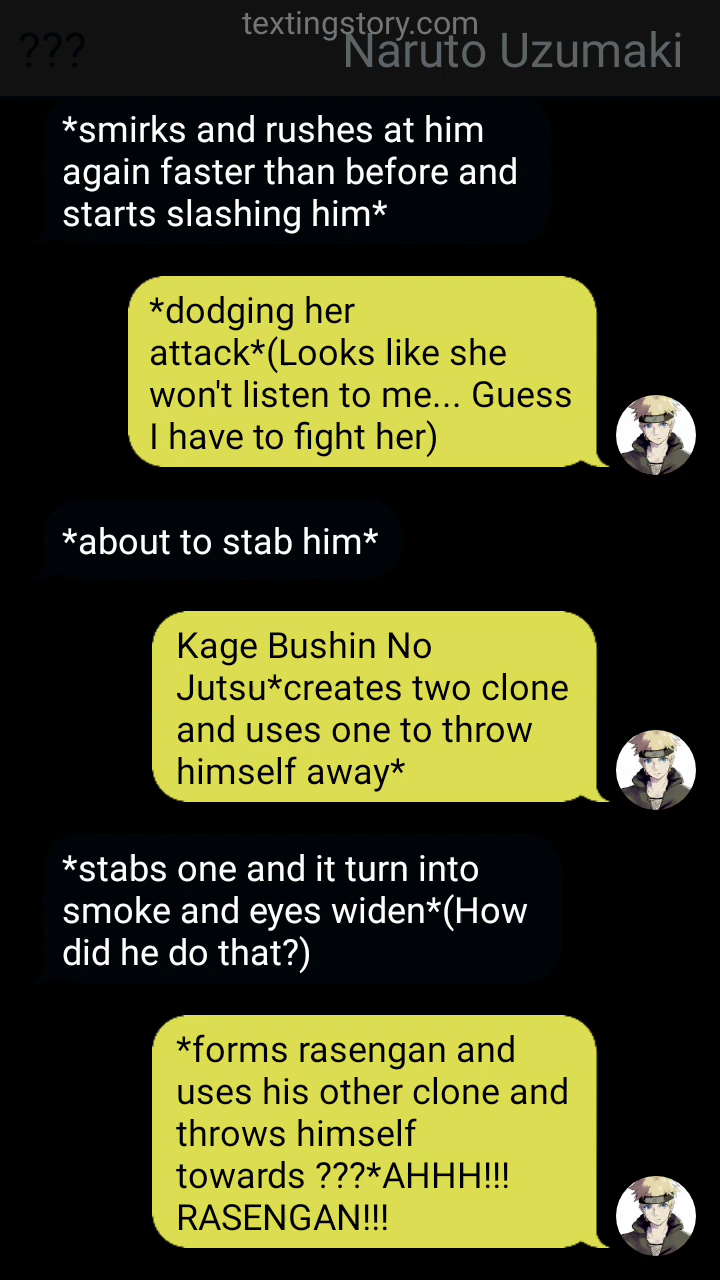 textingstory.com
???
Naruto Uzumaki
*smirks and rushes at him
again faster than before and
starts slashing him*
*dodging her
attack*(Looks like she
won't listen to me... Guess
I have to fight her)
*about to stab him*
Kage Bushin No
Jutsu*creates two clone
and uses one to throw
himself away*
*stabs one and it turn into
smoke and eyes widen*(How
did he do that?)
*forms rasengan and
uses his other clone and
throws himself
towards ???*AHHH!!!
RASENGAN!!!